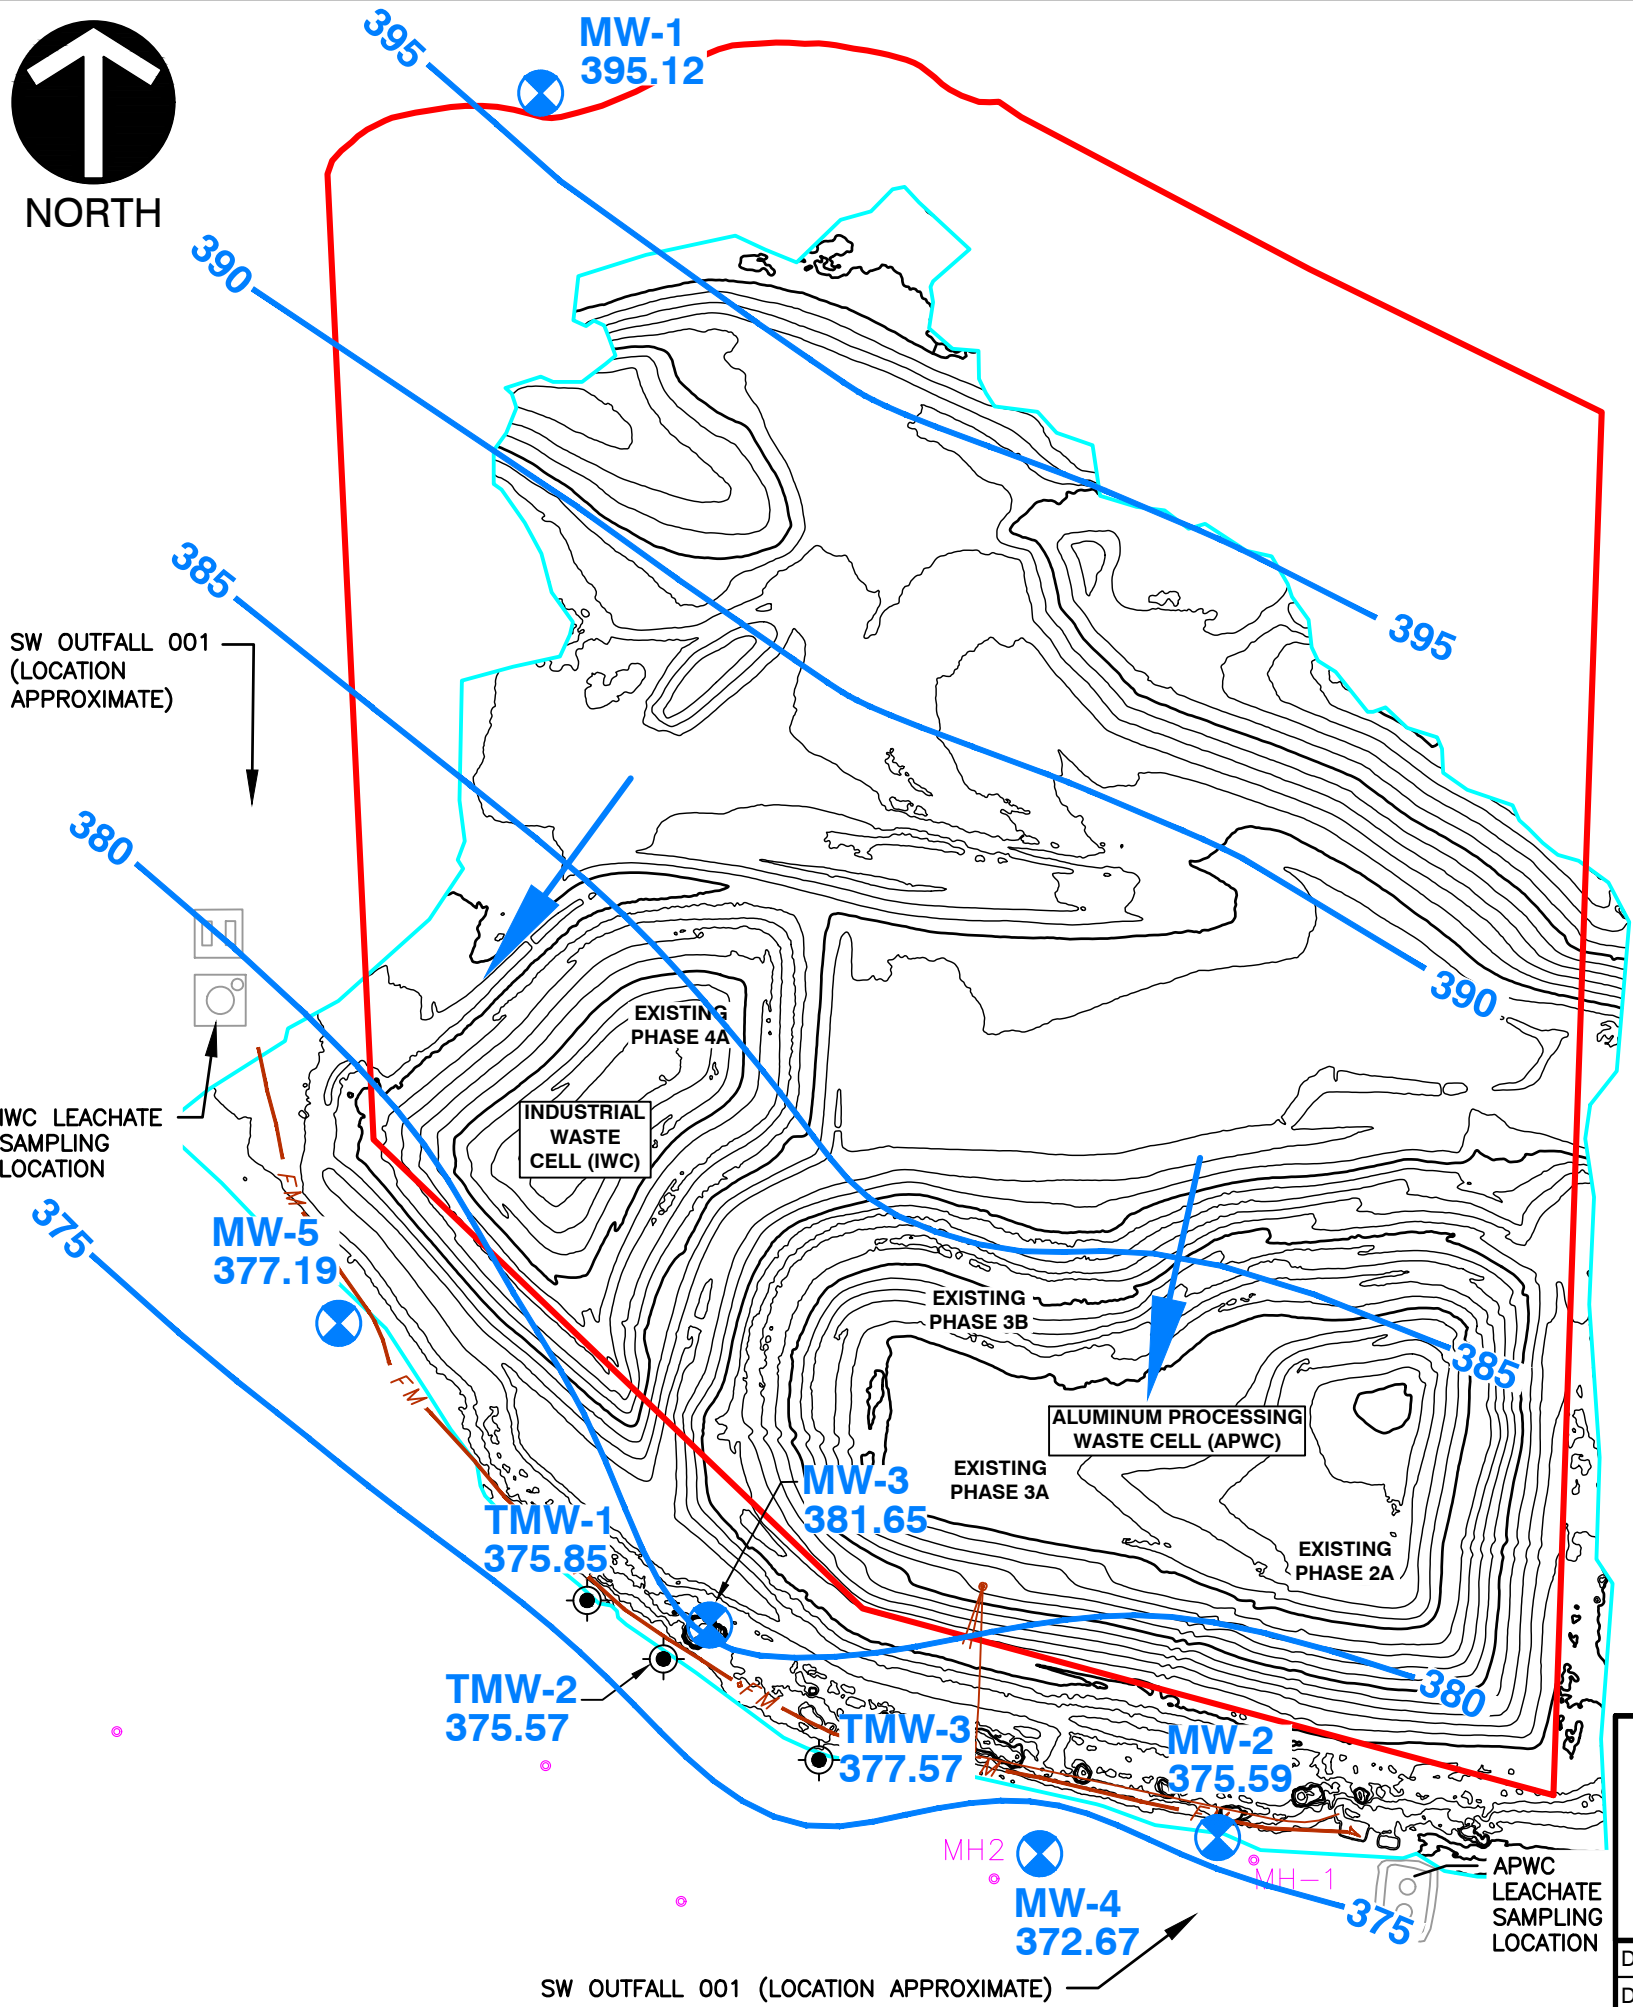 NORTH
395
MW-1
395.12
390
385
SW OUTFALL 001
(LOCATION
APPROXIMATE)
395
380
390
EXISTING
PHASE 4A
INDUSTRIAL
WASTE
CELL (IWC)
IWC LEACHATE
SAMPLING
LOCATION
FM
375
MW-5
377.19
EXISTING
PHASE 3B
385
FM
ALUMINUM PROCESSING
WASTE CELL (APWC)
EXISTING
PHASE 3A
MW-3
381.65
TMW-1
375.85
EXISTING
PHASE 2A
TMW-2
375.57
FM
380
TMW-3
377.57
MW-2
375.59
MH2
MH-1
MW-4
372.67
375
APWC
LEACHATE
SAMPLING
LOCATION
SW OUTFALL 001 (LOCATION APPROXIMATE)
D
D